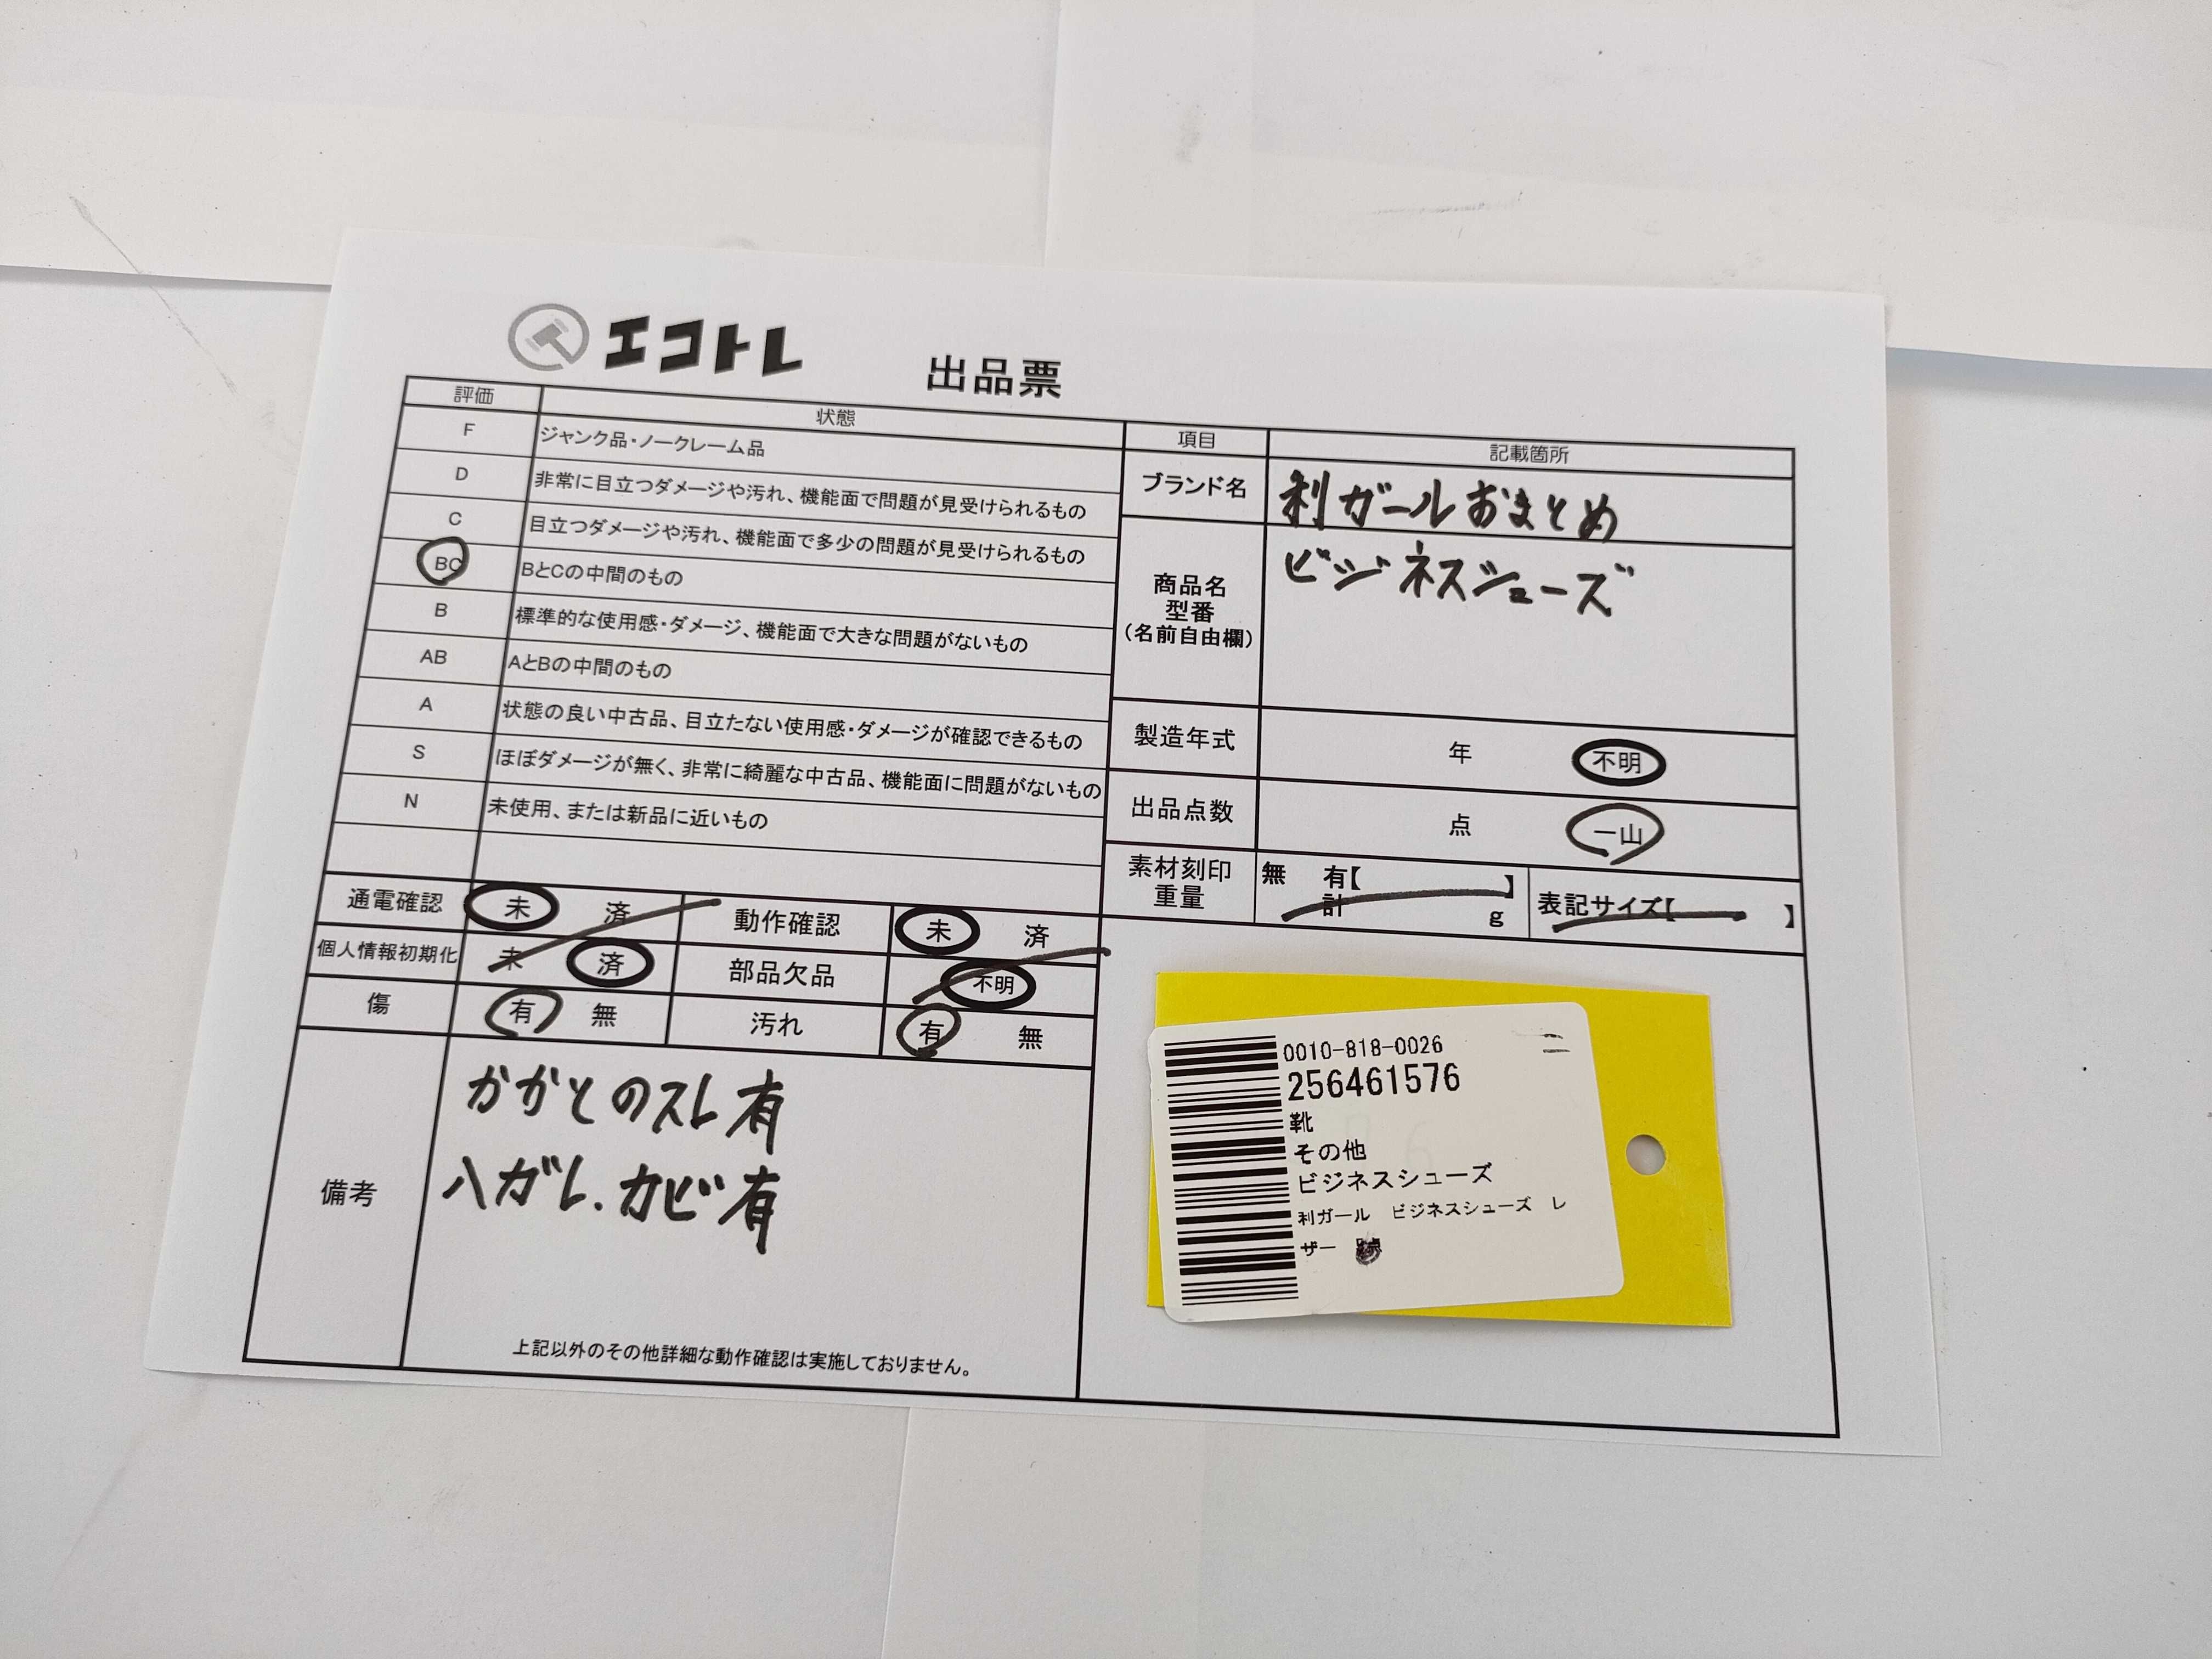 エコトレ
出品票
評価 状態
F ジャンク品・ノークレーム品
D 非常に目立つダメージや汚れ、機能面で問題が見受けられるもの
C 目立つダメージや汚れ、機能面で多少の問題が見受けられるもの
BC BとCの中間のもの
B 標準的な使用感・ダメージ、機能面で大きな問題がないもの
AB AとBの中間のもの
A 状態の良い中古品、目立たない使用感・ダメージが確認できるもの
S ほぼダメージが無く、非常に綺麗な中古品、機能面に問題がないもの
N 未使用、または新品に近いもの
項目 記載箇所
ブランド名 利ガールおまとめ
商品名
型番
(名前自由欄)
ビジネスシューズ
製造年式 年 不明
出品点数 点 一山
素材刻印
重量
無 有【 】
計 g
表記サイズ【 】
通電確認 未 済 動作確認 未 済
個人情報初期化 未 済 部品欠品 不明
傷 有 無 汚れ 有 無
備考
かかとのスレ有
ハガレ、カビ有
上記以外のその他詳細な動作確認は実施しておりません。
0010-818-0026
256461576
靴
その他
ビジネスシューズ
利ガール ビジネスシューズ レ
ザー